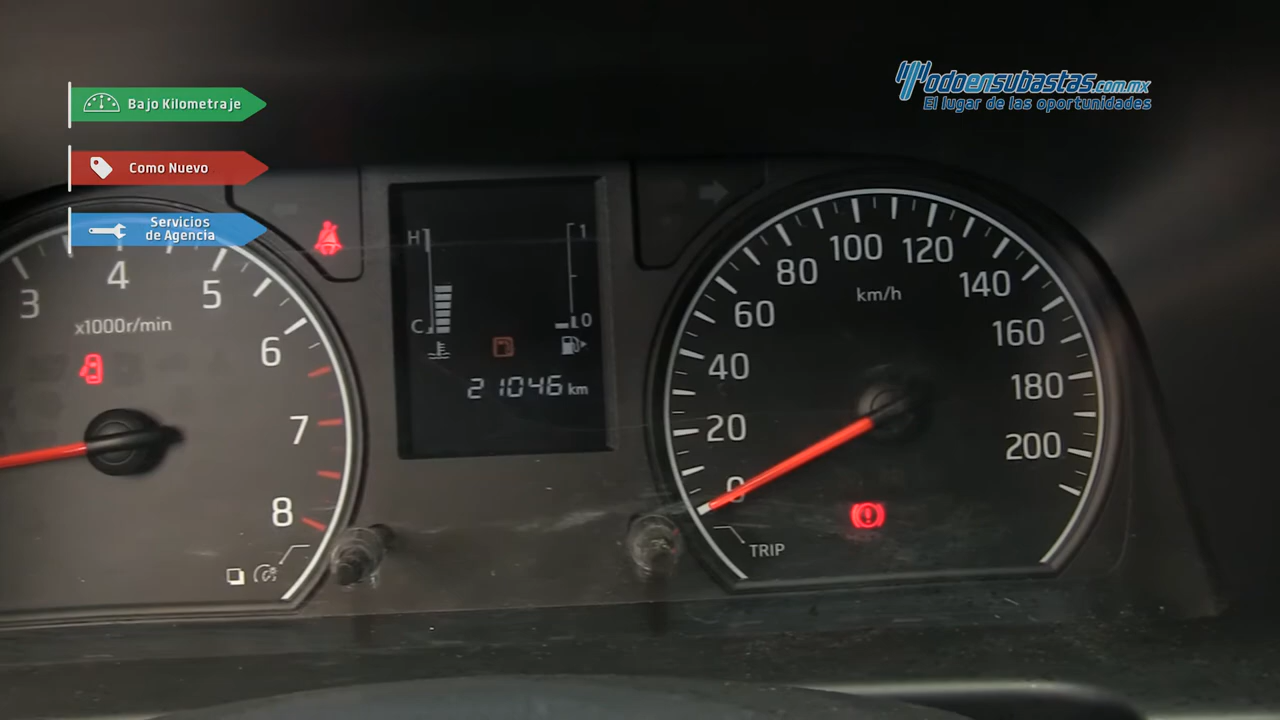 Bajo Kilometraje
Como Nuevo
Servicios
de Agencia
Todoensubastas.com.mx
El lugar de las oportunidades
3
4
5
6
7
8
x1000r/min
H
C
1
0
21046 km
0
20
40
60
80
100
120
140
160
180
200
km/h
TRIP